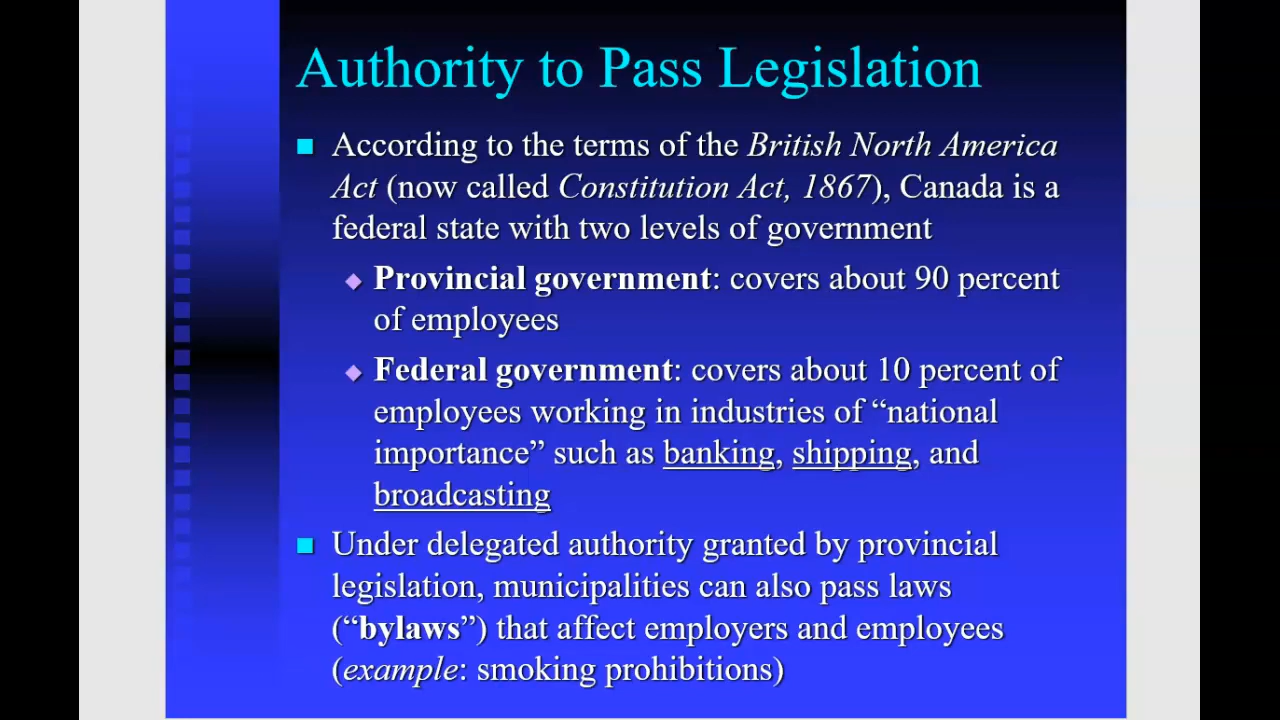 Authority to Pass Legislation
According to the terms of the British North America
Act (now called Constitution Act, 1867), Canada is a
federal state with two levels of government
Provincial government: covers about 90 percent
of employees
Federal government: covers about 10 percent of
employees working in industries of “national
importance” such as banking, shipping, and
broadcasting
Under delegated authority granted by provincial
legislation, municipalities can also pass laws
(“bylaws”) that affect employers and employees
(example: smoking prohibitions)